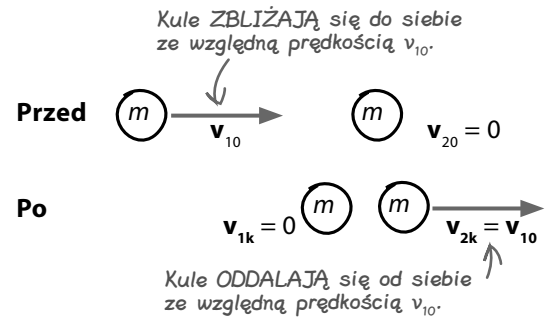 Kule ZBLIŻAJĄ się do siebie
ze względną prędkością v₁₀.
Przed
m
v₁₀
m
v₂₀ = 0
Po
v₁ₖ = 0
m
m
v₂ₖ = v₁₀
Kule ODDALAJĄ się od siebie
ze względną prędkością v₁₀.